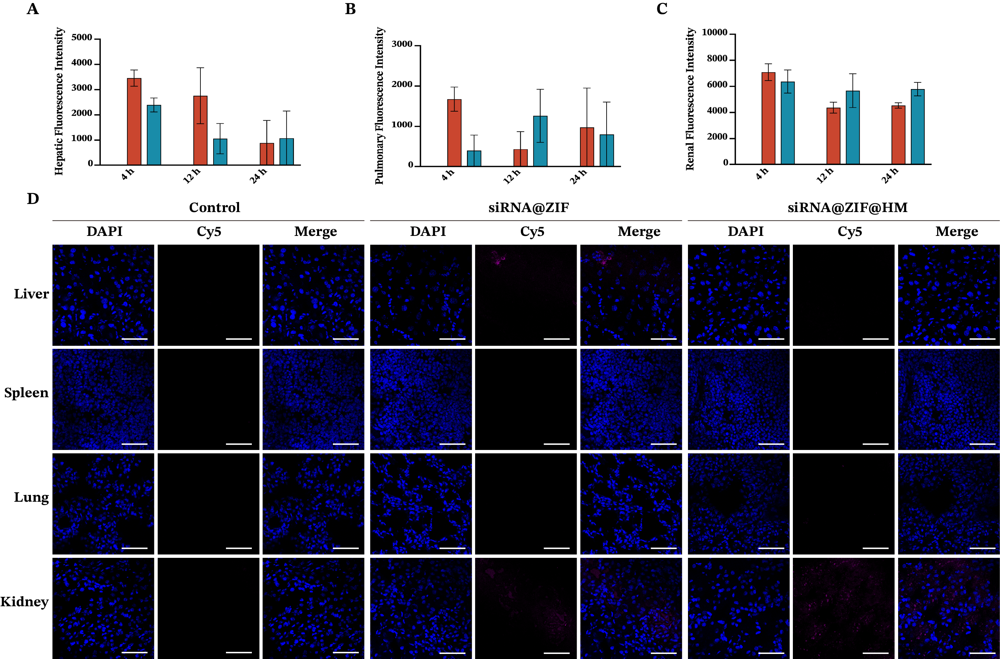 A
B
C
Hepatic Fluorescence Intensity
5000
4000
3000
2000
1000
0
4 h
12 h
24 h
Pulmonary Fluorescence Intensity
3000
2000
1000
0
4 h
12 h
24 h
Renal Fluorescence Intensity
10000
8000
6000
4000
2000
0
4 h
12 h
24 h
D
Control
siRNA@ZIF
siRNA@ZIF@HM
DAPI
Cy5
Merge
DAPI
Cy5
Merge
DAPI
Cy5
Merge
Liver
Spleen
Lung
Kidney